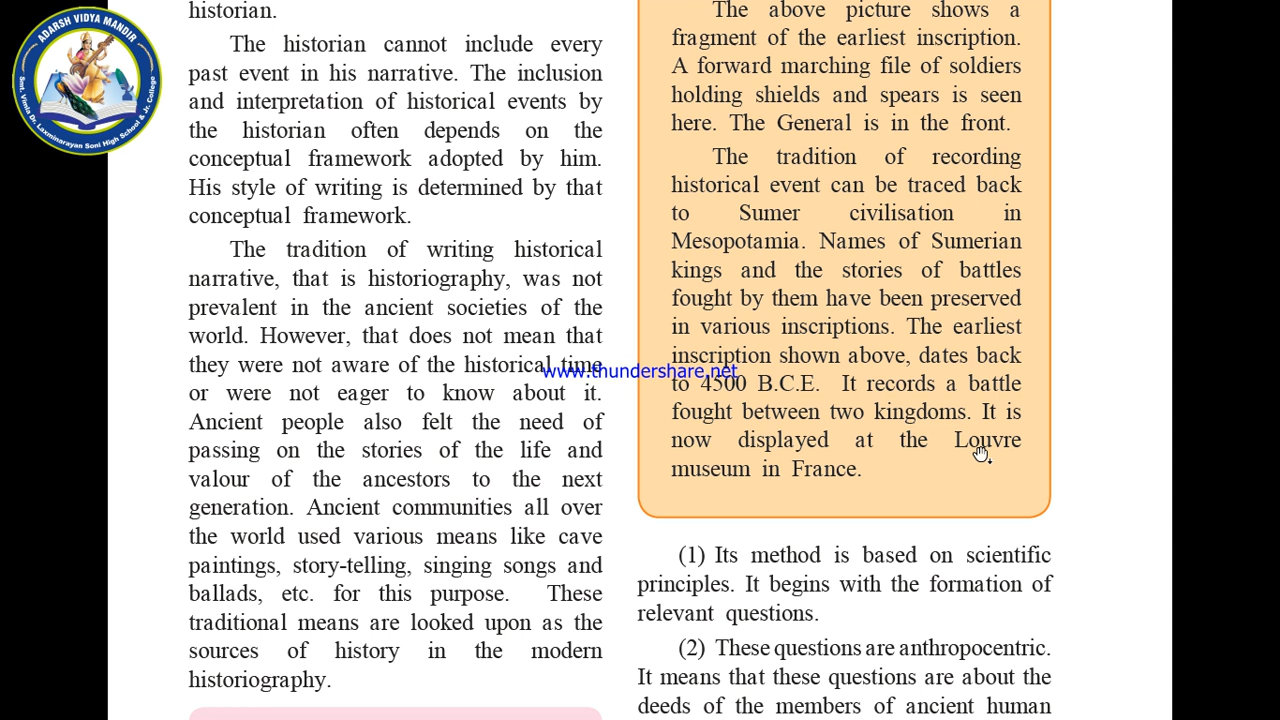 ADARSH VIDYA MANDIR
Smt. Vimla Dr. Laxminarayan Soni High School & Jr. College
historian.
The historian cannot include every
past event in his narrative. The inclusion
and interpretation of historical events by
the historian often depends on the
conceptual framework adopted by him.
His style of writing is determined by that
conceptual framework.
The tradition of writing historical
narrative, that is historiography, was not
prevalent in the ancient societies of the
world. However, that does not mean that
they were not aware of the historical time
or were not eager to know about it.
Ancient people also felt the need of
passing on the stories of the life and
valour of the ancestors to the next
generation. Ancient communities all over
the world used various means like cave
paintings, story-telling, singing songs and
ballads, etc. for this purpose. These
traditional means are looked upon as the
sources of history in the modern
historiography.
The above picture shows a
fragment of the earliest inscription.
A forward marching file of soldiers
holding shields and spears is seen
here. The General is in the front.
The tradition of recording
historical event can be traced back
to Sumer civilisation in
Mesopotamia. Names of Sumerian
kings and the stories of battles
fought by them have been preserved
in various inscriptions. The earliest
inscription shown above, dates back
to 4500 B.C.E. It records a battle
fought between two kingdoms. It is
now displayed at the Louvre
museum in France.
www.thundershare.net
(1) Its method is based on scientific
principles. It begins with the formation of
relevant questions.
(2) These questions are anthropocentric.
It means that these questions are about the
deeds of the members of ancient human